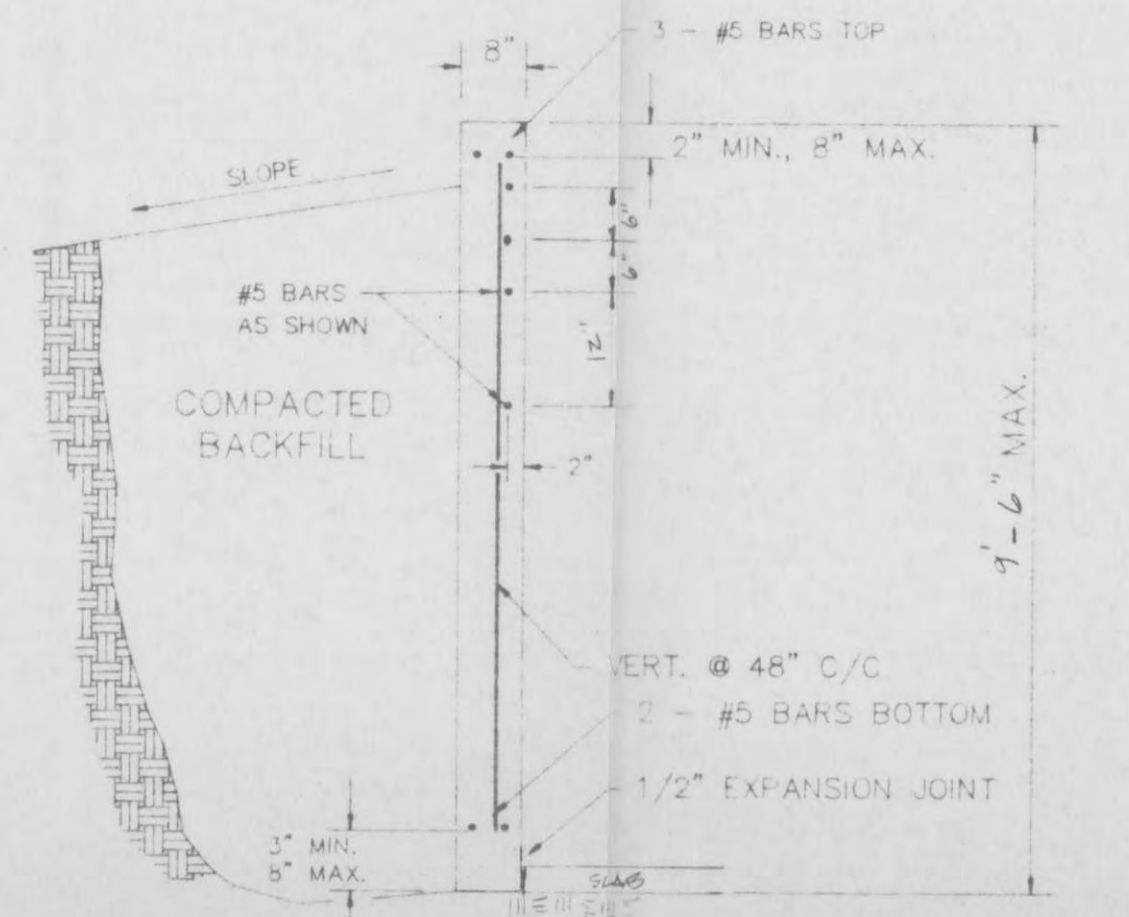 3 - #5 BARS TOP
8"
2" MIN., 8" MAX.
SLOPE
6"
6"
#5 BARS
AS SHOWN
12"
COMPACTED
BACKFILL
2"
9'-6" MAX.
VERT. @ 48" C/C
2 - #5 BARS BOTTOM
1/2" EXPANSION JOINT
3" MIN.
8" MAX.
SLAB